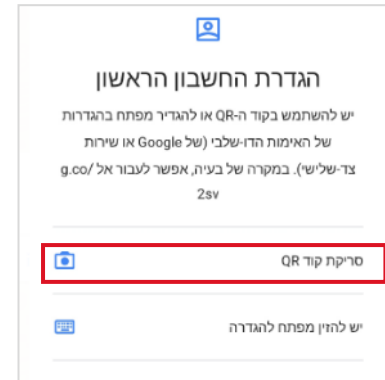 הגדרת החשבון הראשון
יש להשתמש בקוד ה-QR או להגדיר מפתח בהגדרות
של האימות הדו-שלבי (של Google או שירות
צד-שלישי). במקרה של בעיה, אפשר לעבור אל g.co/
2sv
סריקת קוד QR
יש להזין מפתח להגדרה